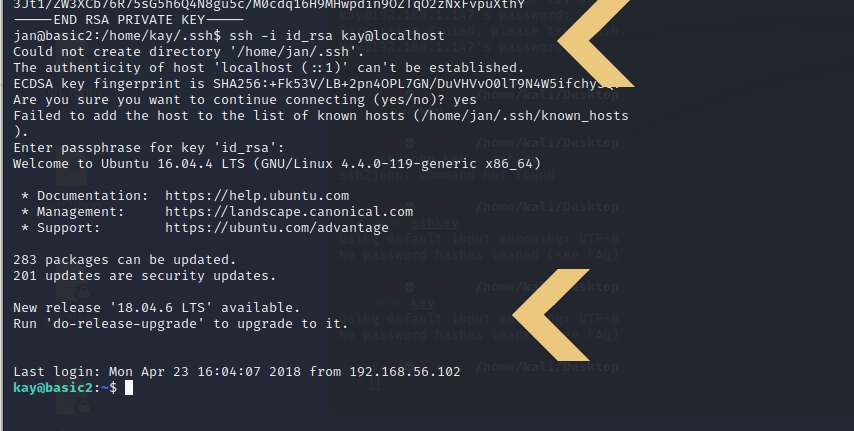 3Jt1/ZW3XCb76R75sG5h6Q4N8gu5c/M0cdq16H9MHwpdin9OZTqO2zNxFvpuXthY
-----END RSA PRIVATE KEY-----
jan@basic2:/home/kay/.ssh$ ssh -i id_rsa kay@localhost
Could not create directory '/home/jan/.ssh'.
The authenticity of host 'localhost (::1)' can't be established.
ECDSA key fingerprint is
Are you sure you want to continue connecting (yes/no)? yes
Failed to add the host to the list of known hosts (/home/jan/.ssh/known_hosts
).
Enter passphrase for key 'id_rsa':
Welcome to Ubuntu 16.04.4 LTS (GNU/Linux 4.4.0-119-generic x86_64)
* Documentation: https://help.ubuntu.com
* Management: https://landscape.canonical.com
* Support: https://ubuntu.com/advantage
283 packages can be updated.
201 updates are security updates.
New release '18.04.6 LTS' available.
Run 'do-release-upgrade' to upgrade to it.
Last login: Mon Apr 23 16:04:07 2018 from 192.168.56.102
kay@basic2:~$